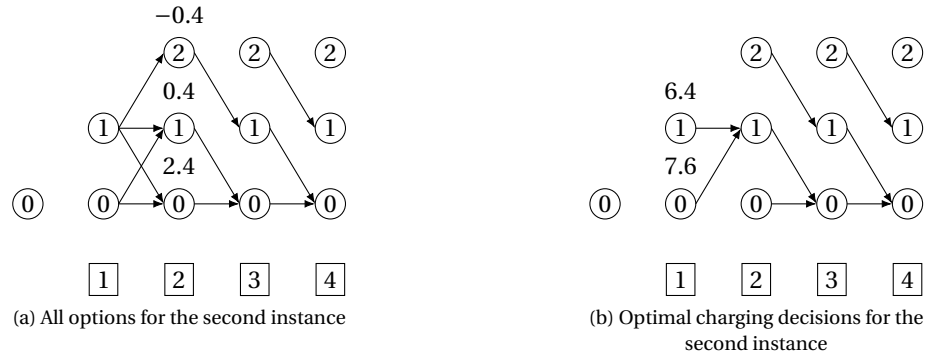 −0.4
2 2 2
0.4
1 1 1 1
2.4
0 0 0 0 0
1 2 3 4
(a) All options for the second instance
2 2 2
6.4
1 1 1 1
7.6
0 0 0 0 0
1 2 3 4
(b) Optimal charging decisions for the
second instance